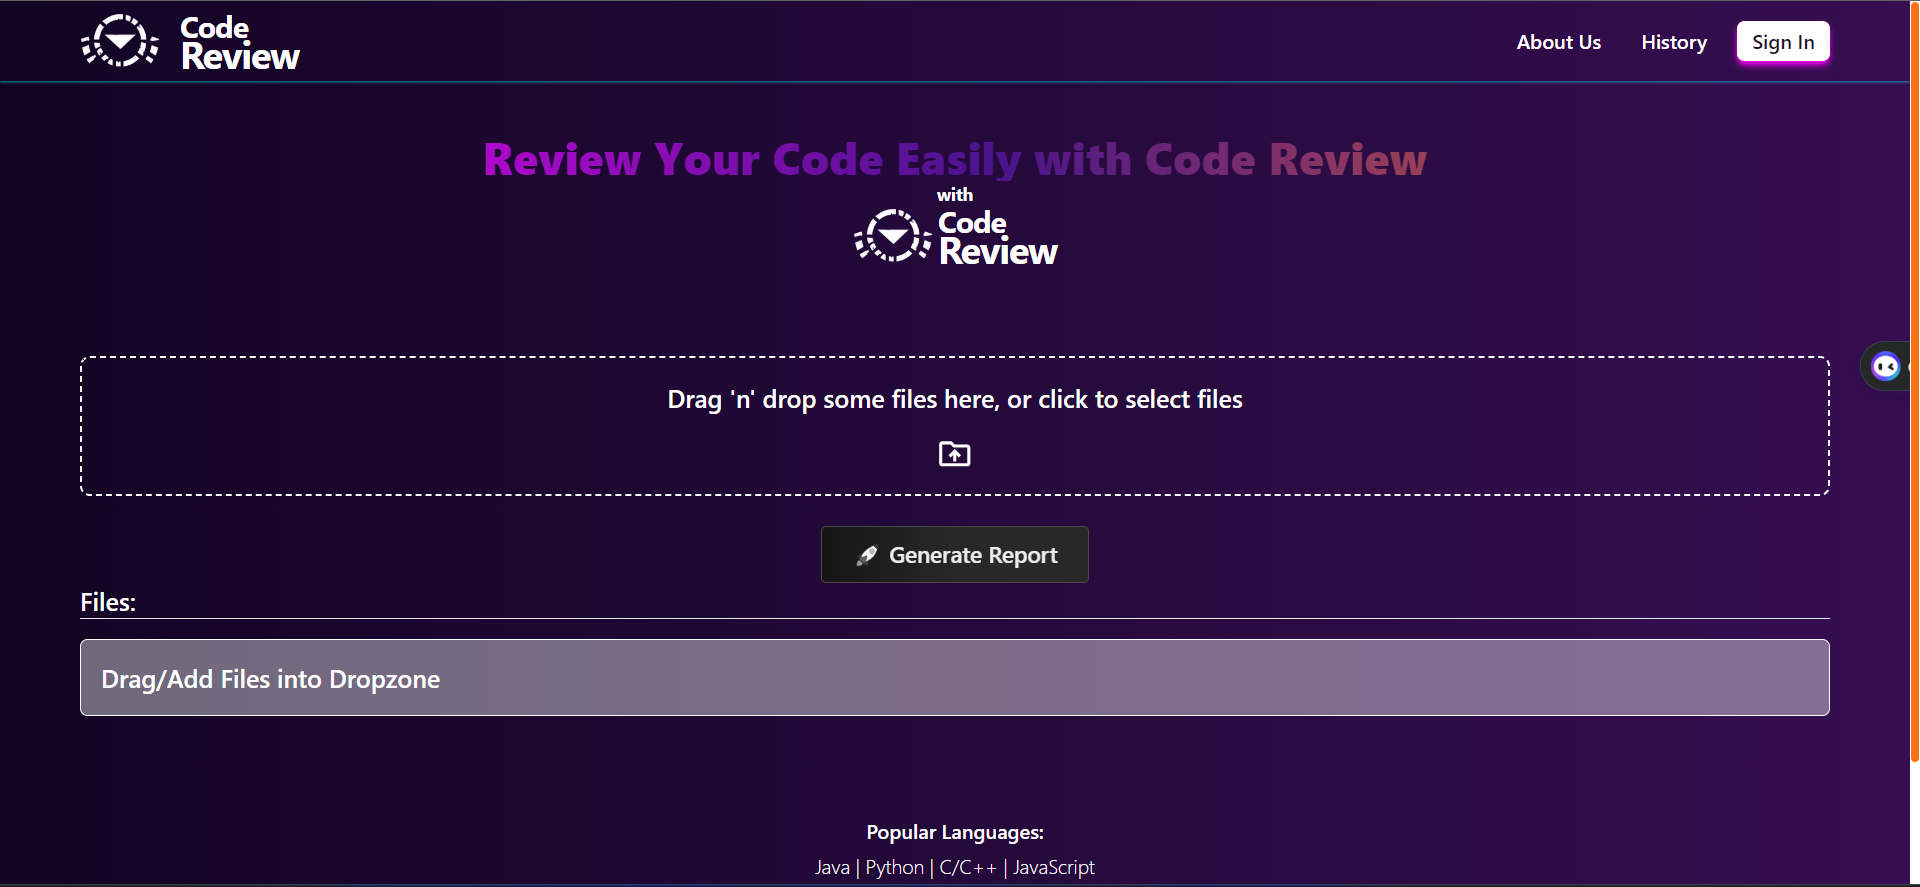 Code
Review
About Us
History
Sign In
Review Your Code Easily with Code Review
with
Code
Review
Drag 'n' drop some files here, or click to select files
Generate Report
Files:
Drag/Add Files into Dropzone
Popular Languages:
Java | Python | C/C++ | JavaScript